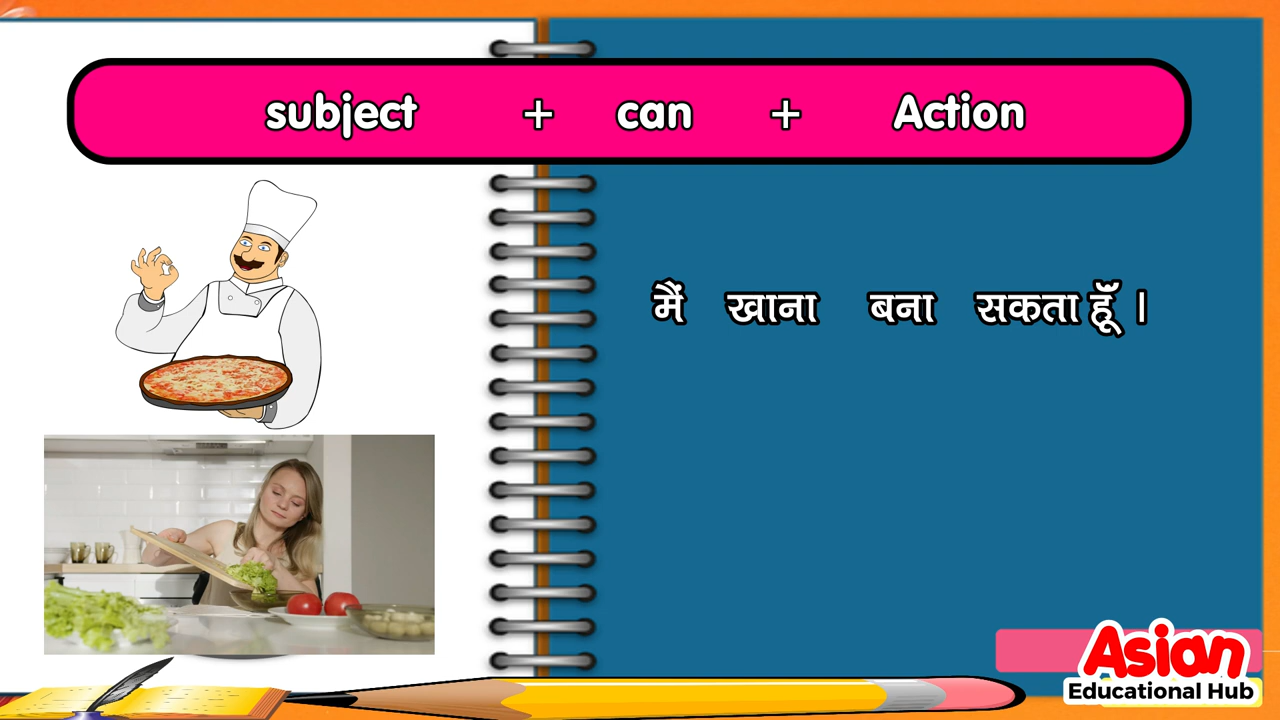 subject + can + Action
मैं खाना बना सकता हूँ ।
Asian
Educational Hub